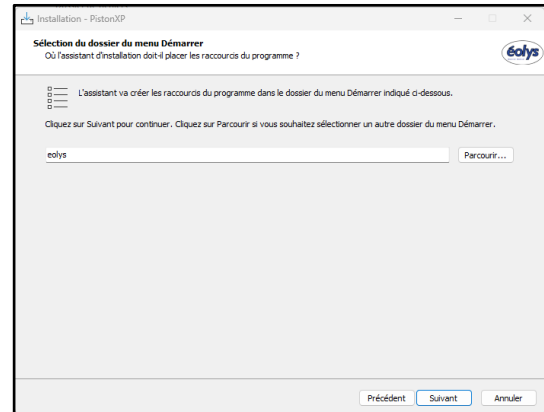 Installation - PistonXP
Sélection du dossier du menu Démarrer
Où l'assistant d'installation doit-il placer les raccourcis du programme ?
éolys
L'assistant va créer les raccourcis du programme dans le dossier du menu Démarrer indiqué ci-dessous.
Cliquez sur Suivant pour continuer. Cliquez sur Parcourir si vous souhaitez sélectionner un autre dossier du menu Démarrer.
eolys
Parcourir...
Précédent Suivant Annuler